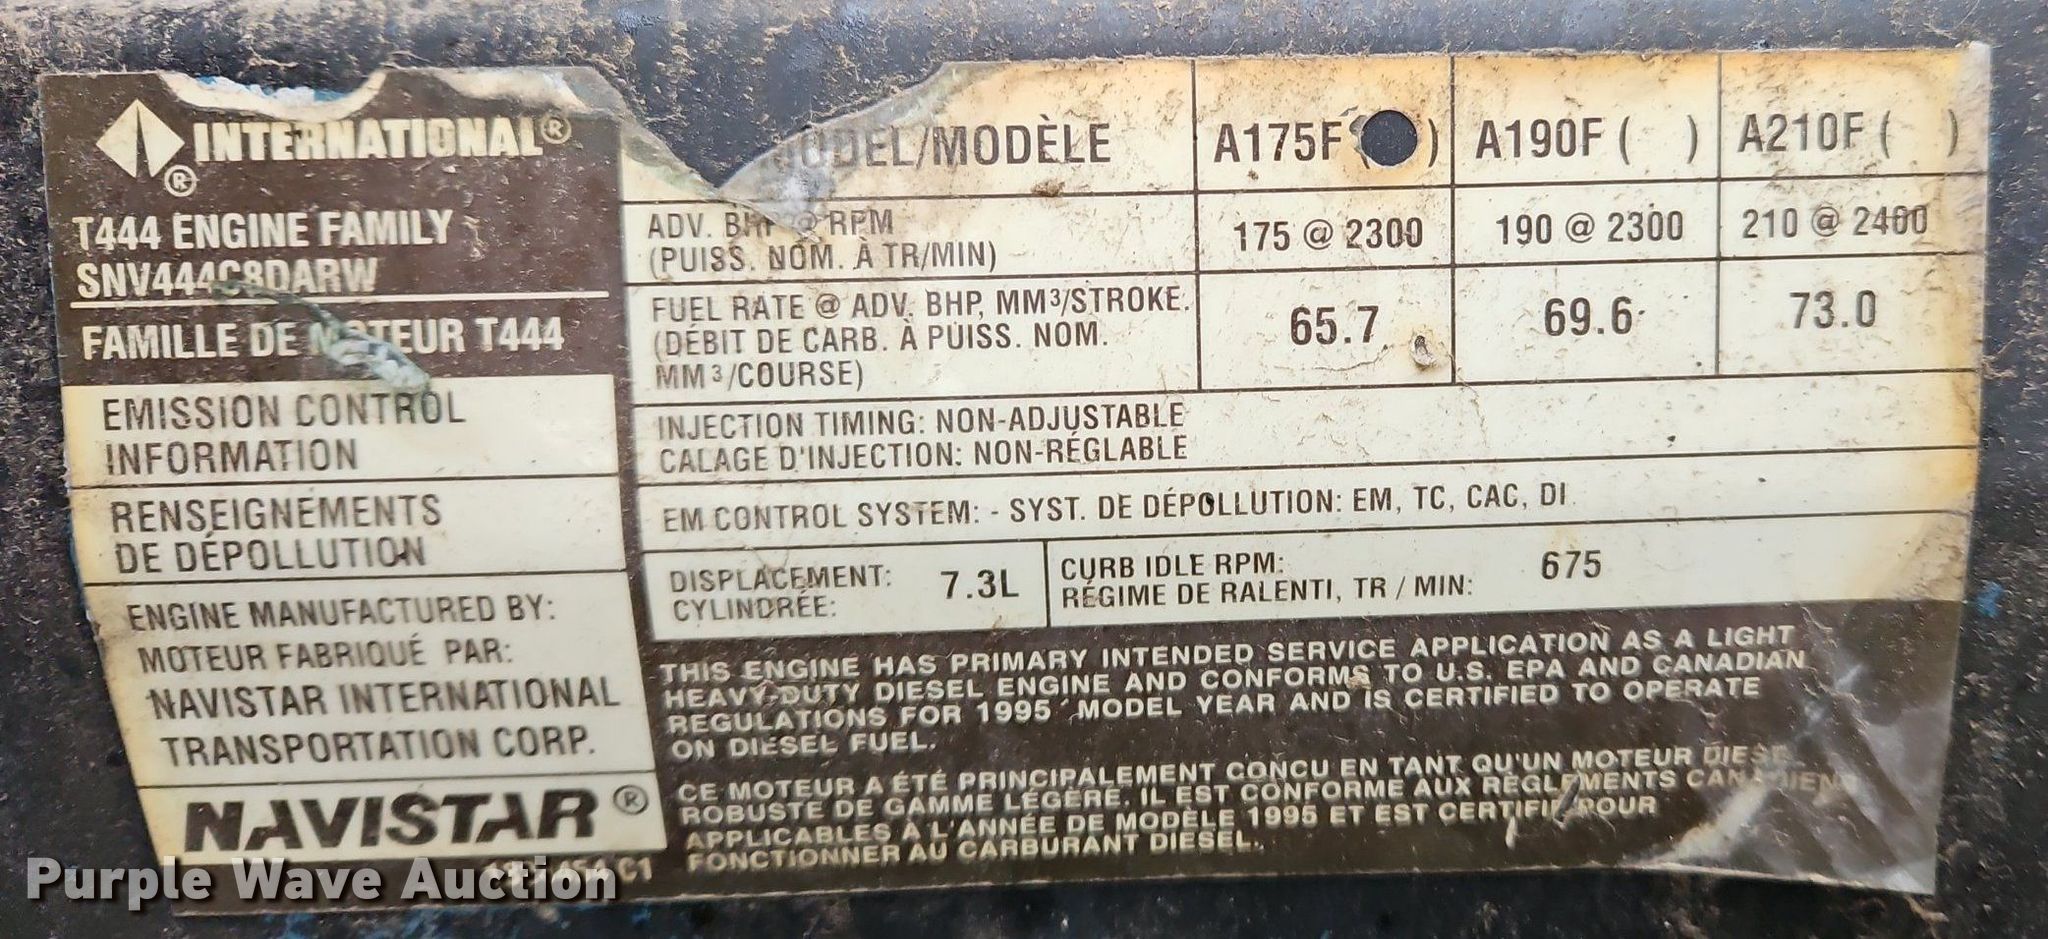 INTERNATIONAL®
®
T444 ENGINE FAMILY
SNV444C8DARW
FAMILLE DE MOTEUR T444
EMISSION CONTROL
INFORMATION
RENSEIGNEMENTS
DE DÉPOLLUTION
ENGINE MANUFACTURED BY:
MOTEUR FABRIQUÉ PAR:
NAVISTAR INTERNATIONAL
TRANSPORTATION CORP.
NAVISTAR®
C1
MODEL/MODÈLE A175F ( ) A190F ( ) A210F ( )
ADV. BHP @ RPM
(PUISS. NOM. À TR/MIN) 175 @ 2300 190 @ 2300 210 @ 2400
FUEL RATE @ ADV. BHP, MM³/STROKE.
(DÉBIT DE CARB. À PUISS. NOM.
MM³/COURSE) 65.7 69.6 73.0
INJECTION TIMING: NON-ADJUSTABLE
CALAGE D'INJECTION: NON-RÉGLABLE
EM CONTROL SYSTEM: - SYST. DE DÉPOLLUTION: EM, TC, CAC, DI
DISPLACEMENT:
CYLINDRÉE: 7.3L
CURB IDLE RPM:
RÉGIME DE RALENTI, TR / MIN: 675
THIS ENGINE HAS PRIMARY INTENDED SERVICE APPLICATION AS A LIGHT
HEAVY-DUTY DIESEL ENGINE AND CONFORMS TO U.S. EPA AND CANADIAN
REGULATIONS FOR 1995 MODEL YEAR AND IS CERTIFIED TO OPERATE
ON DIESEL FUEL.
CE MOTEUR A ÉTÉ PRINCIPALEMENT CONÇU EN TANT QU'UN MOTEUR DIESEL
ROBUSTE DE GAMME LÉGÈRE. IL EST CONFORME AUX RÈGLEMENTS CANADIENS
APPLICABLES À L'ANNÉE DE MODÈLE 1995 ET EST CERTIFIÉ POUR
FONCTIONNER AU CARBURANT DIESEL.
Purple Wave Auction